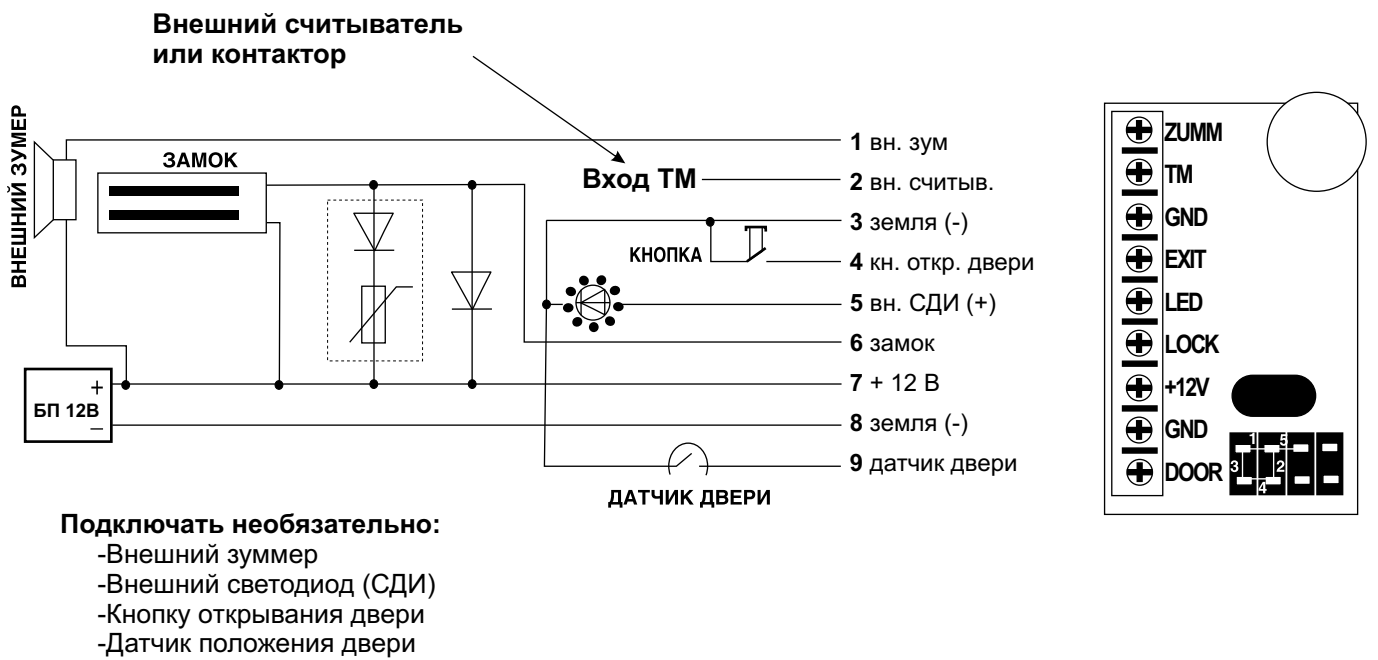 Внешний считыватель
или контактор
ВНЕШНИЙ ЗУМЕР
ЗАМОК
Вход ТМ
КНОПКА
1 вн. зум
2 вн. считыв.
3 земля (-)
4 кн. откр. двери
5 вн. СДИ (+)
6 замок
7 + 12 В
8 земля (-)
9 датчик двери
БП 12В
+
–
ДАТЧИК ДВЕРИ
Подключать необязательно:
-Внешний зуммер
-Внешний светодиод (СДИ)
-Кнопку открывания двери
-Датчик положения двери
ZUMM
TM
GND
EXIT
LED
LOCK
+12V
GND
DOOR
1 5
3 2
4